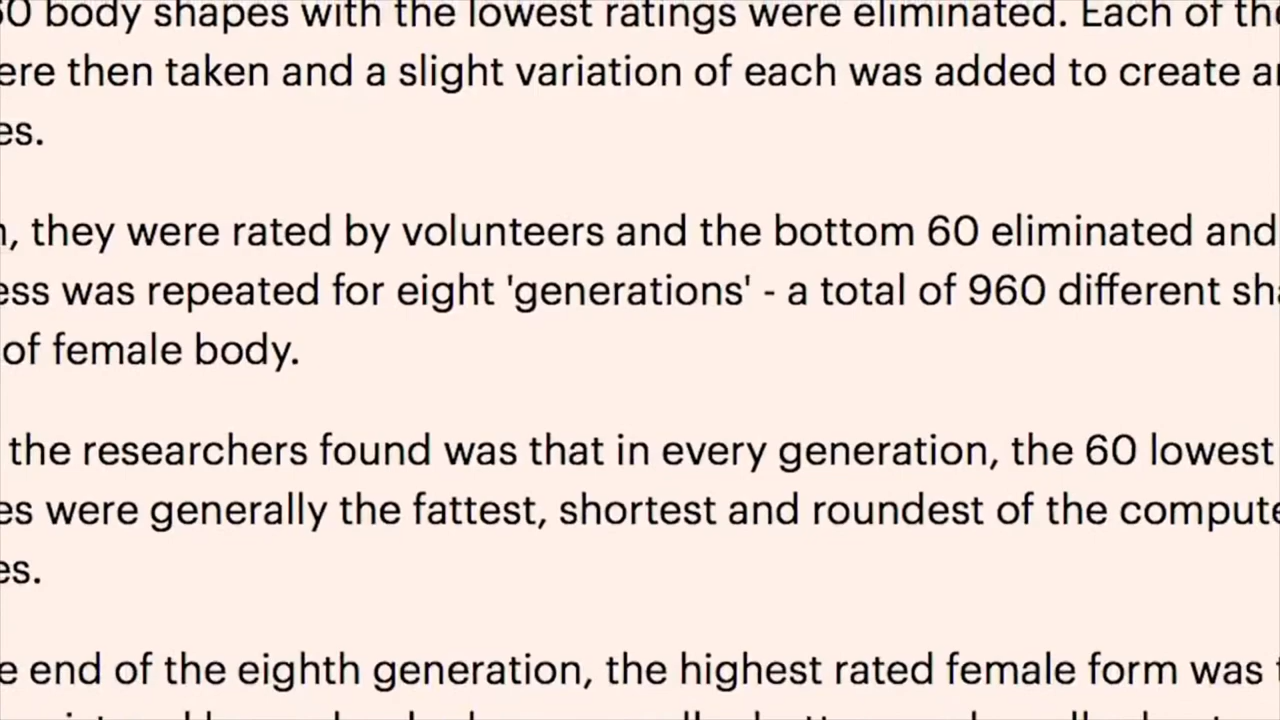 60 body shapes with the lowest ratings were eliminated. Each of the
ere then taken and a slight variation of each was added to create a
es.
, they were rated by volunteers and the bottom 60 eliminated and
ess was repeated for eight 'generations' - a total of 960 different sha
of female body.
the researchers found was that in every generation, the 60 lowest
es were generally the fattest, shortest and roundest of the compute
es.
e end of the eighth generation, the highest rated female form was t